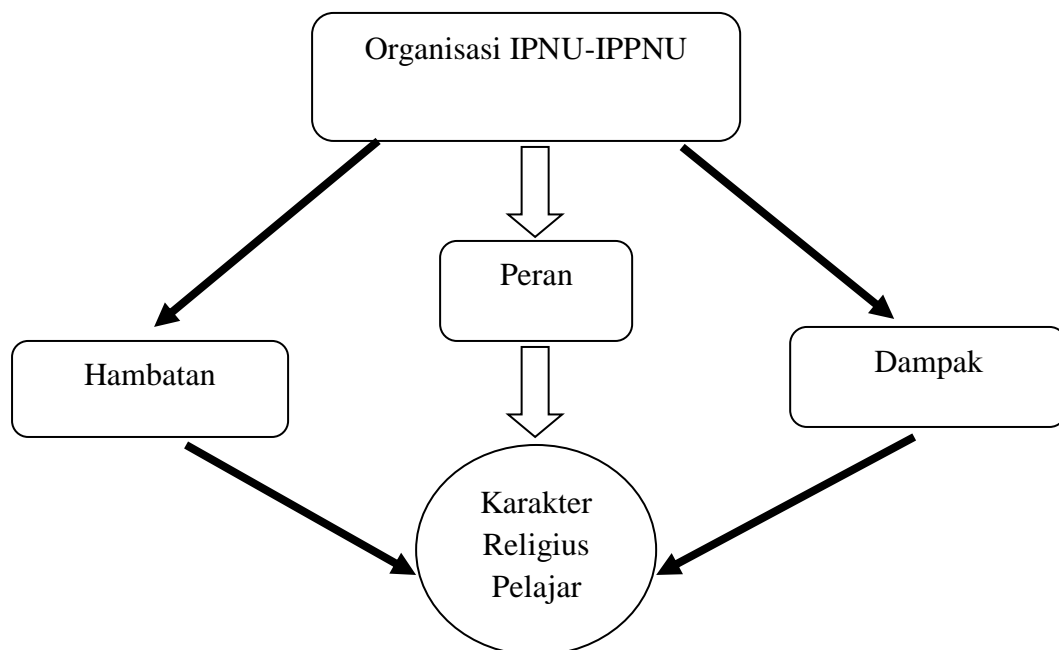 Organisasi IPNU-IPPNU
Peran
Hambatan
Dampak
Karakter
Religius
Pelajar